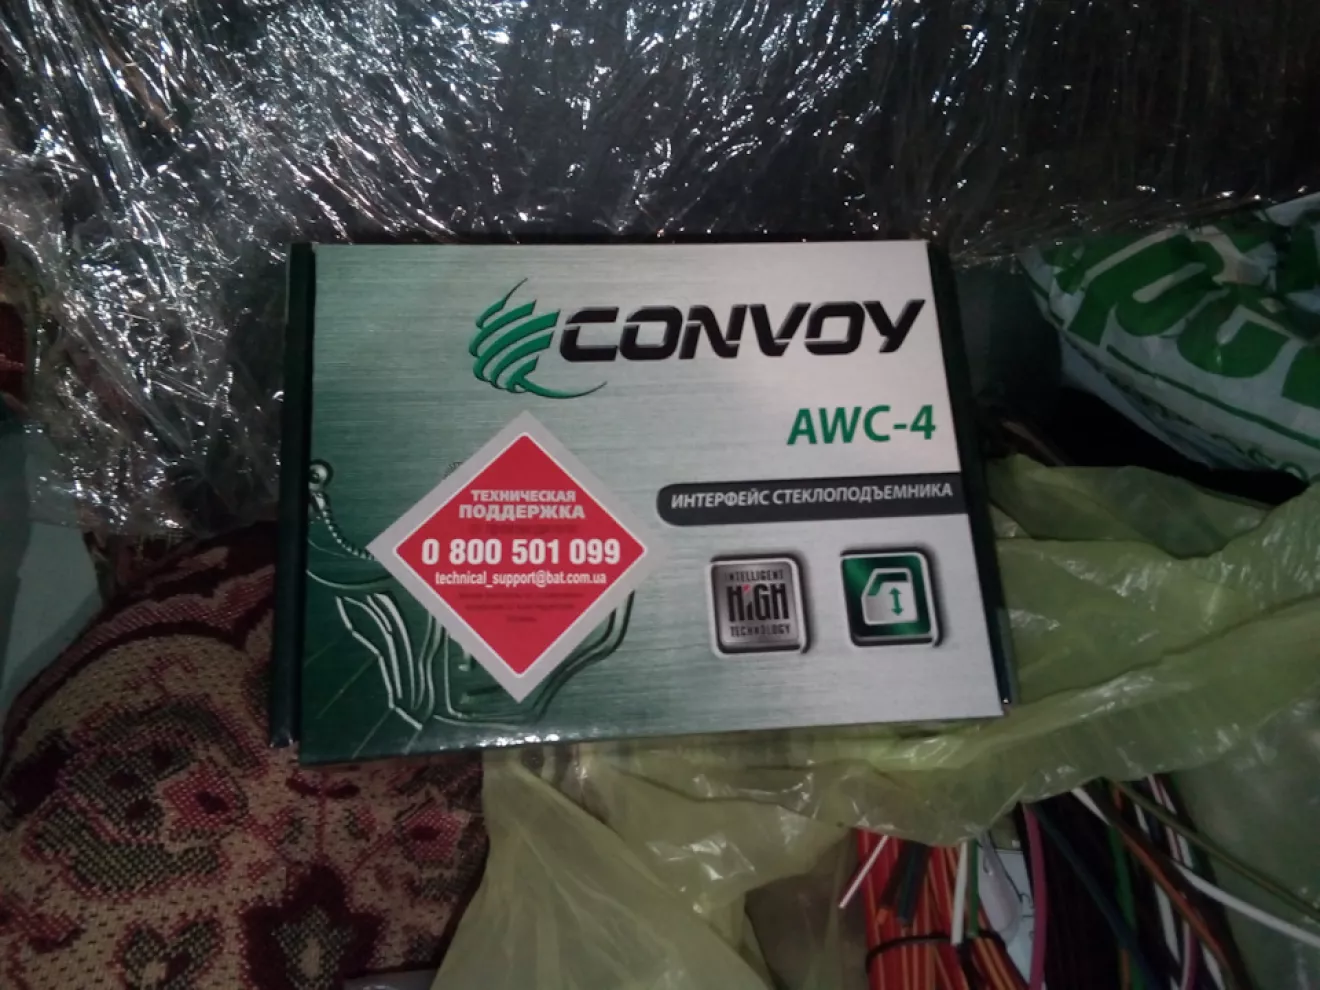 CONVOY
AWC-4
ИНТЕРФЕЙС СТЕКЛОПОДЪЕМНИКА
ТЕХНИЧЕСКАЯ
ПОДДЕРЖКА
0 800 501 099
technical_support@bat.com.ua
INTELLIGENT
HiGH
TECHNOLOGY